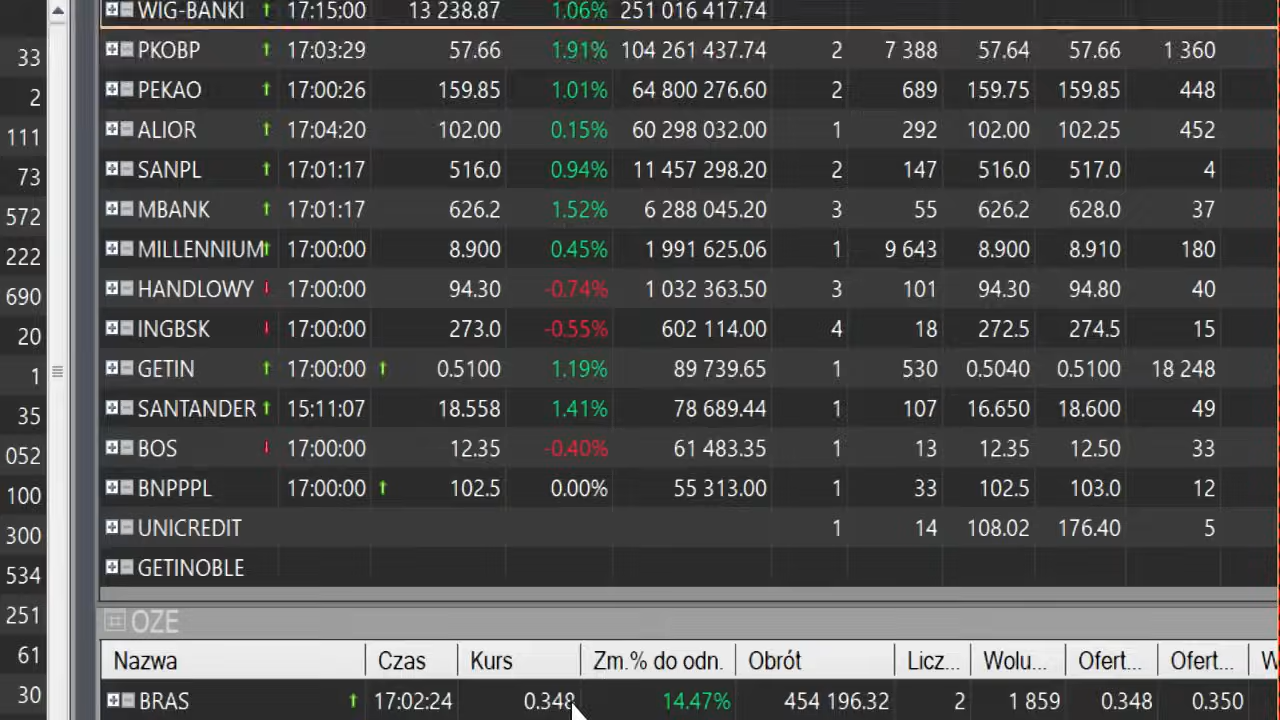 WIG-BANKI 17:15:00 13 238.87 1.06% 251 016 417.74
33 PKOBP 17:03:29 57.66 1.91% 104 261 437.74 2 7 388 57.64 57.66 1 360
2 PEKAO 17:00:26 159.85 1.01% 64 800 276.60 2 689 159.75 159.85 448
111 ALIOR 17:04:20 102.00 0.15% 60 298 032.00 1 292 102.00 102.25 452
73 SANPL 17:01:17 516.0 0.94% 11 457 298.20 2 147 516.0 517.0 4
572 MBANK 17:01:17 626.2 1.52% 6 288 045.20 3 55 626.2 628.0 37
222 MILLENNIUM 17:00:00 8.900 0.45% 1 991 625.06 1 9 643 8.900 8.910 180
690 HANDLOWY 17:00:00 94.30 -0.74% 1 032 363.50 3 101 94.30 94.80 40
20 INGBSK 17:00:00 273.0 -0.55% 602 114.00 4 18 272.5 274.5 15
1 GETIN 17:00:00 0.5100 1.19% 89 739.65 1 530 0.5040 0.5100 18 248
35 SANTANDER 15:11:07 18.558 1.41% 78 689.44 1 107 16.650 18.600 49
052 BOS 17:00:00 12.35 -0.40% 61 483.35 1 13 12.35 12.50 33
100 BNPPPL 17:00:00 102.5 0.00% 55 313.00 1 33 102.5 103.0 12
300 UNICREDIT 1 14 108.02 176.40 5
534 GETINOBLE
251 OZE
61 Nazwa Czas Kurs Zm.% do odn. Obrót Licz... Wolu... Ofert... Ofert...
30 BRAS 17:02:24 0.348 14.47% 454 196.32 2 1 859 0.348 0.350